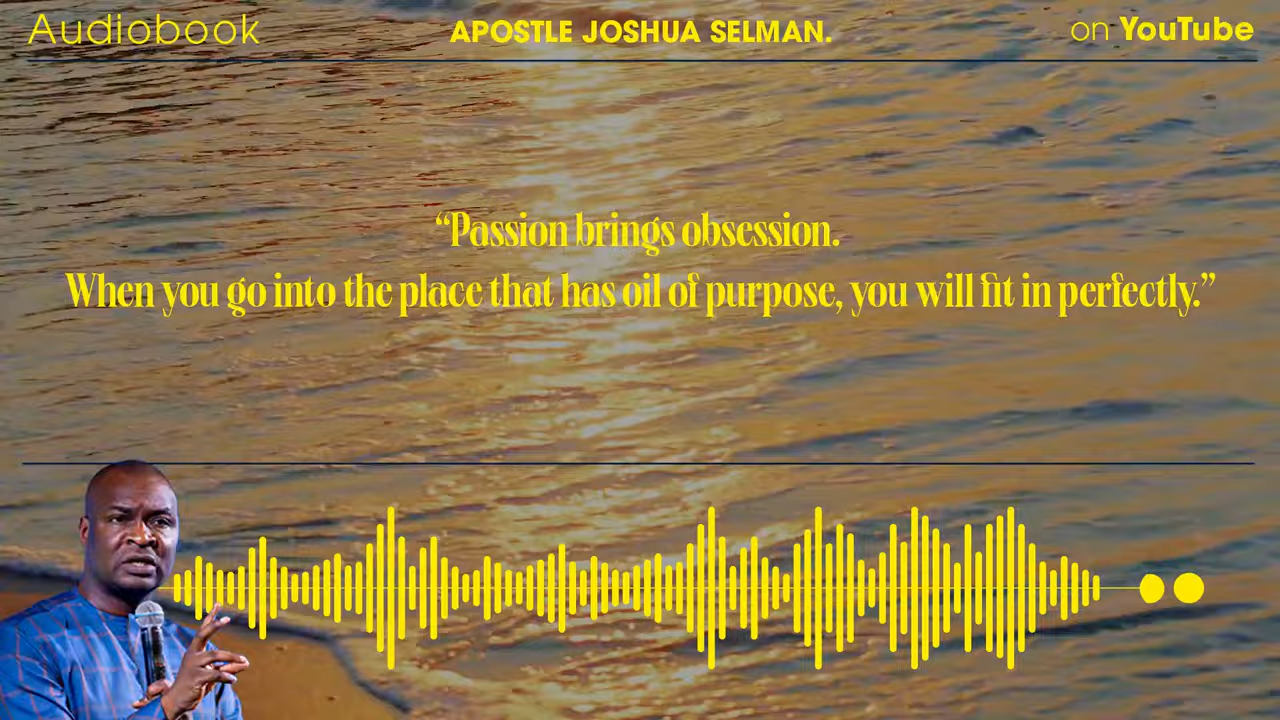 Audiobook
APOSTLE JOSHUA SELMAN.
on YouTube
“Passion brings obsession.
When you go into the place that has oil of purpose, you will fit in perfectly.”